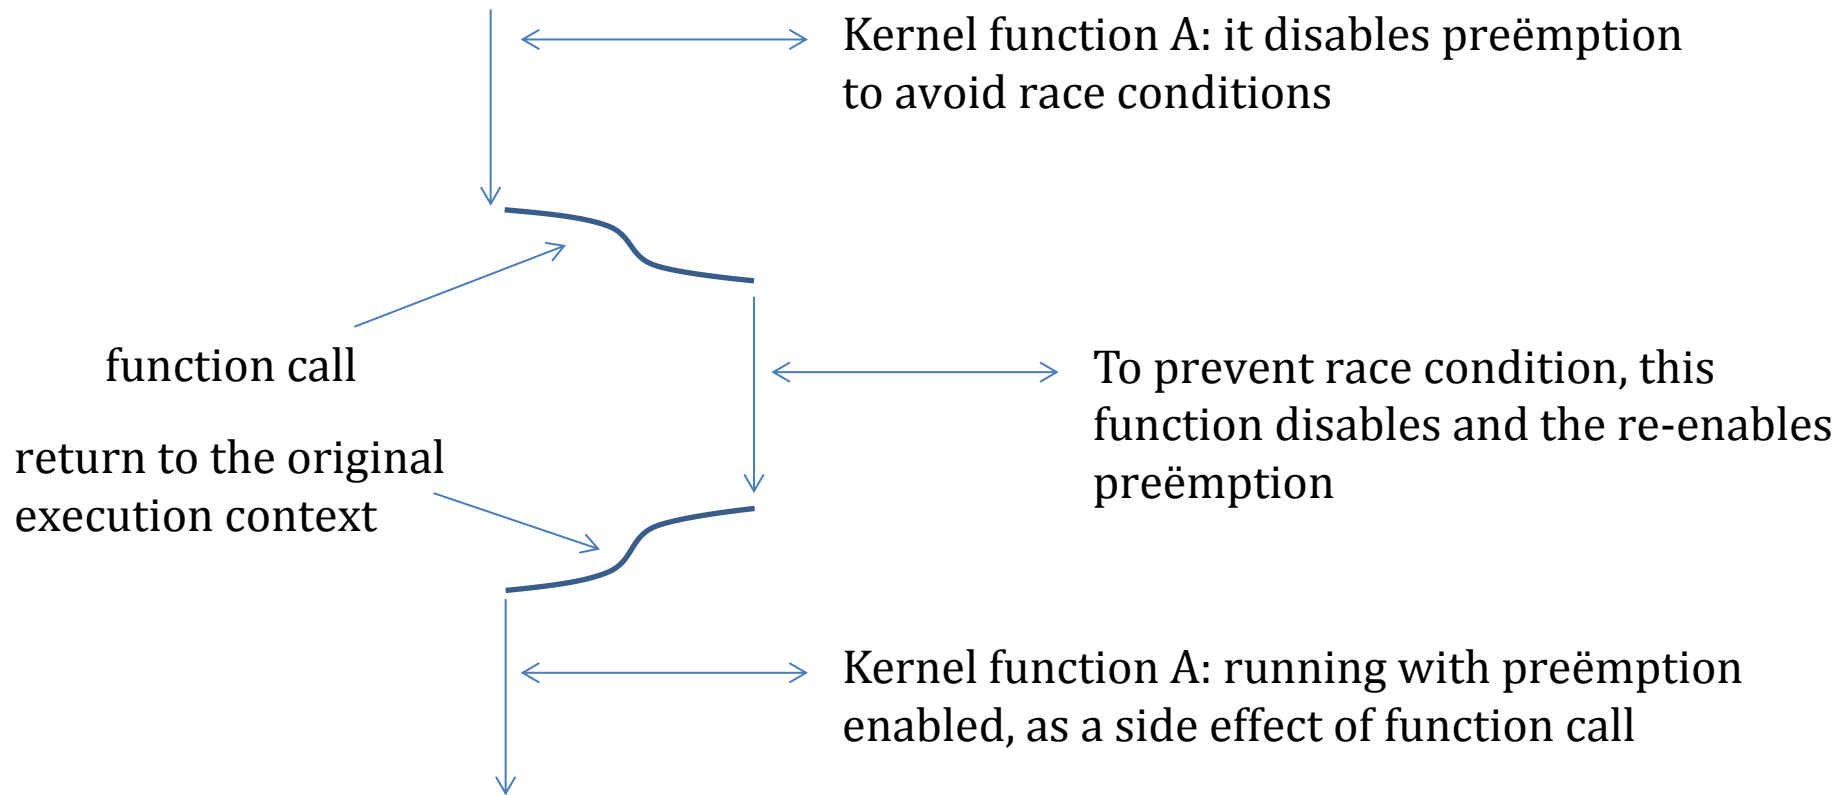 Kernel function A: it disables preëmption
to avoid race conditions
function call
To prevent race condition, this
function disables and the re-enables
preëmption
return to the original
execution context
Kernel function A: running with preëmption
enabled, as a side effect of function call